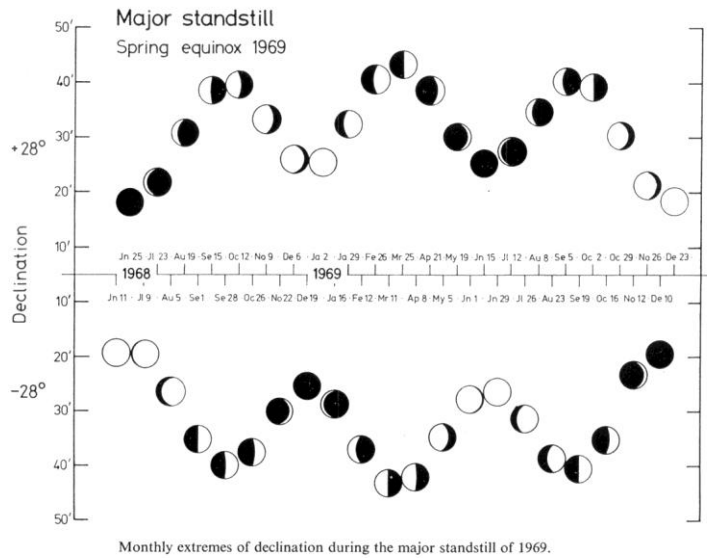 Major standstill
Spring equinox 1969
50′
40′
30′
+28°
20′
10′
Declination
Jn 25 · Jl 23 · Au 19 · Se 15 · Oc 12 · No 9 · De 6 · Ja 2 · Ja 29 · Fe 26 · Mr 25 · Ap 21 · My 19 · Jn 15 · Jl 12 · Au 8 · Se 5 · Oc 2 · Oc 29 · No 26 · De 23
1968 1969
Jn 11 · Jl 9 · Au 5 · Se 1 · Se 28 · Oc 26 · No 22 · De 19 · Ja 16 · Fe 12 · Mr 11 · Ap 8 · My 5 · Jn 1 · Jn 29 · Jl 26 · Au 23 · Se 19 · Oc 16 · No 12 · De 10
10′
20′
−28°
30′
40′
50′
Monthly extremes of declination during the major standstill of 1969.